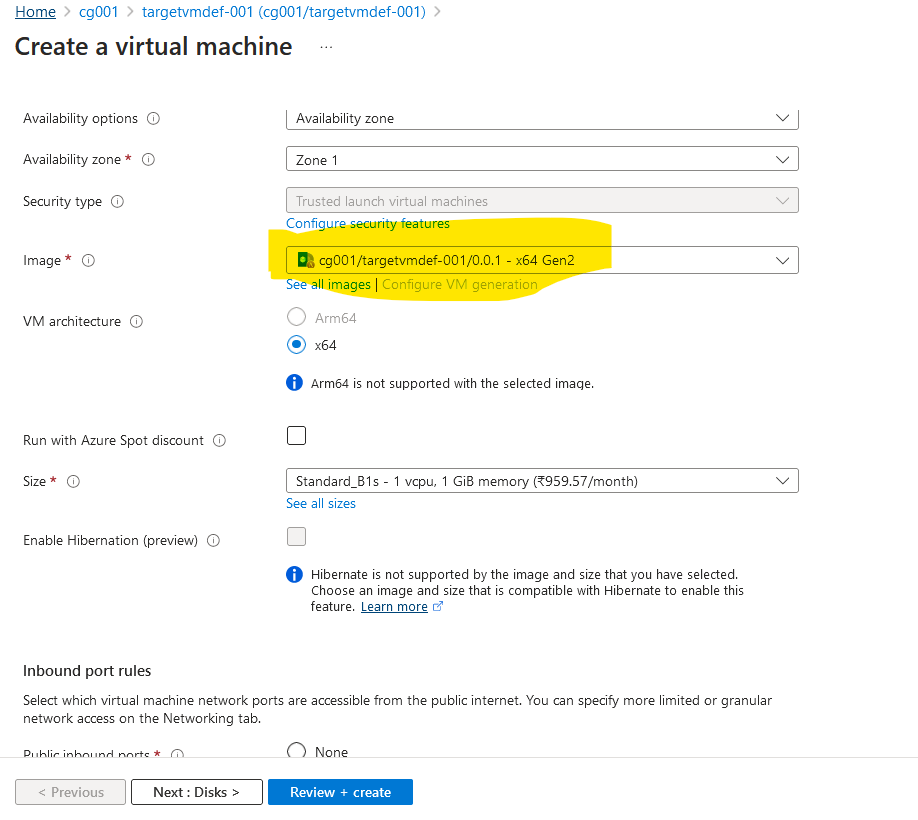 Home > cg001 > targetvmdef-001 (cg001/targetvmdef-001) >
Create a virtual machine ...
Availability options
Availability zone
Availability zone *
Zone 1
Security type
Trusted launch virtual machines
Configure security features
Image *
cg001/targetvmdef-001/0.0.1 - x64 Gen2
See all images | Configure VM generation
VM architecture
Arm64
x64
Arm64 is not supported with the selected image.
Run with Azure Spot discount
Size *
Standard_B1s - 1 vcpu, 1 GiB memory (₹959.57/month)
See all sizes
Enable Hibernation (preview)
Hibernate is not supported by the image and size that you have selected.
Choose an image and size that is compatible with Hibernate to enable this
feature. Learn more
Inbound port rules
Select which virtual machine network ports are accessible from the public internet. You can specify more limited or granular
network access on the Networking tab.
Public inbound ports *
None
< Previous
Next : Disks >
Review + create